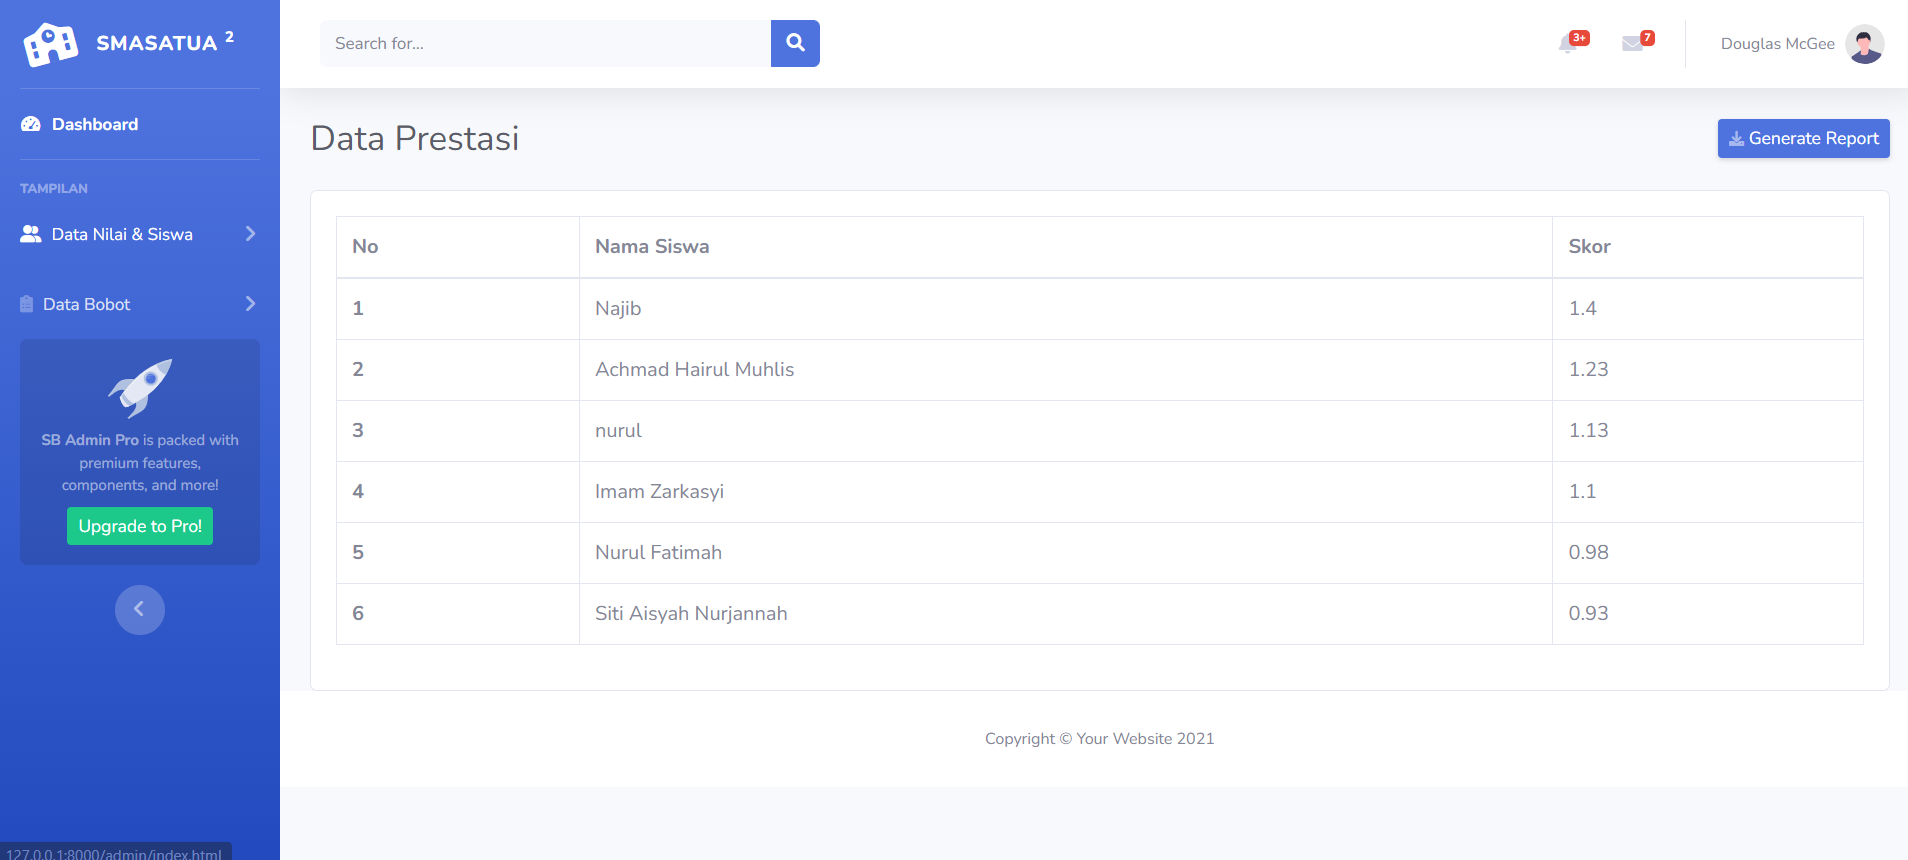 SMASATUA 2
Search for...
3+
7
Douglas McGee
Dashboard
TAMPILAN
Data Nilai & Siswa
Data Bobot
SB Admin Pro is packed with
premium features,
components, and more!
Upgrade to Pro!
Data Prestasi
Generate Report
No Nama Siswa Skor
1 Najib 1.4
2 Achmad Hairul Muhlis 1.23
3 nurul 1.13
4 Imam Zarkasyi 1.1
5 Nurul Fatimah 0.98
6 Siti Aisyah Nurjannah 0.93
Copyright © Your Website 2021
127.0.0.1:8000/admin/index.html